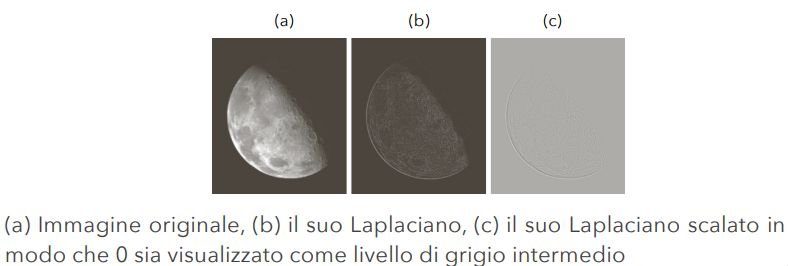 (a) (b) (c)
(a) Immagine originale, (b) il suo Laplaciano, (c) il suo Laplaciano scalato in
modo che 0 sia visualizzato come livello di grigio intermedio